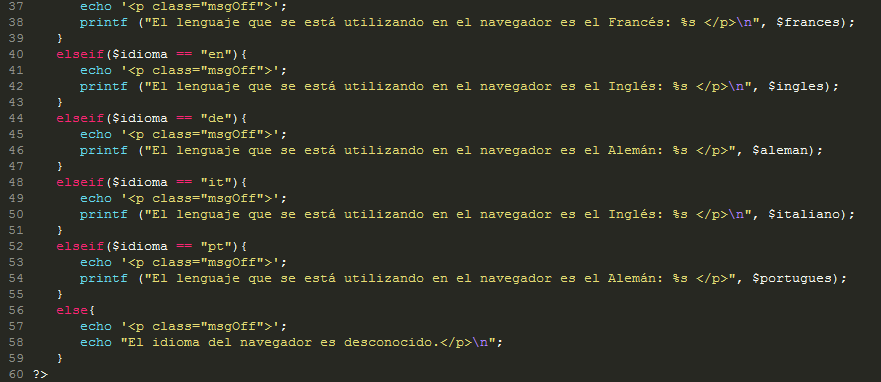 37 echo '<p class="msgOff">';
38 printf ("El lenguaje que se está utilizando en el navegador es el Francés: %s </p>\n", $frances);
39 }
40 elseif($idioma == "en"){
41 echo '<p class="msgOff">';
42 printf ("El lenguaje que se está utilizando en el navegador es el Inglés: %s </p>\n", $ingles);
43 }
44 elseif($idioma == "de"){
45 echo '<p class="msgOff">';
46 printf ("El lenguaje que se está utilizando en el navegador es el Alemán: %s </p>", $aleman);
47 }
48 elseif($idioma == "it"){
49 echo '<p class="msgOff">';
50 printf ("El lenguaje que se está utilizando en el navegador es el Inglés: %s </p>\n", $italiano);
51 }
52 elseif($idioma == "pt"){
53 echo '<p class="msgOff">';
54 printf ("El lenguaje que se está utilizando en el navegador es el Alemán: %s </p>", $portugues);
55 }
56 else{
57 echo '<p class="msgOff">';
58 echo "El idioma del navegador es desconocido.</p>\n";
59 }
60 ?>